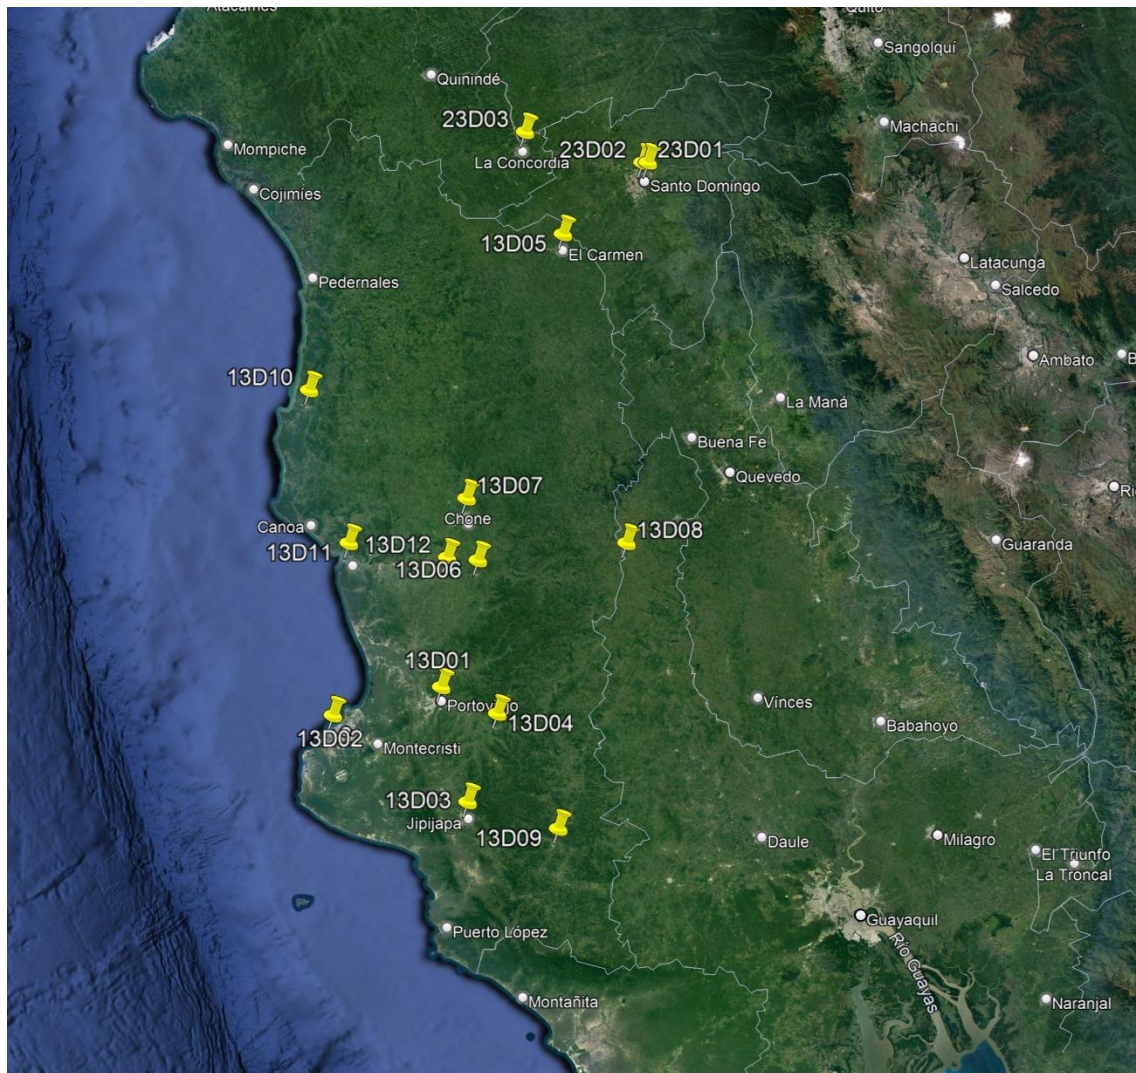 Atacames
Quito
Sangolquí
Quinindé
23D03
Machachi
Mompiche
La Concordia
23D02
23D01
Santo Domingo
Cojimíes
13D05
El Carmen
Latacunga
Pedernales
Salcedo
Ambato
13D10
La Maná
Buena Fe
Quevedo
13D07
Canoa
Chone
13D08
13D11
13D12
Guaranda
13D06
13D01
Portoviejo
Vínces
13D04
Babahoyo
13D02
Montecristi
13D03
Jipijapa
13D09
Daule
Milagro
El Triunfo
La Troncal
Guayaquil
Puerto López
Río Guayas
Montañita
Naranjal